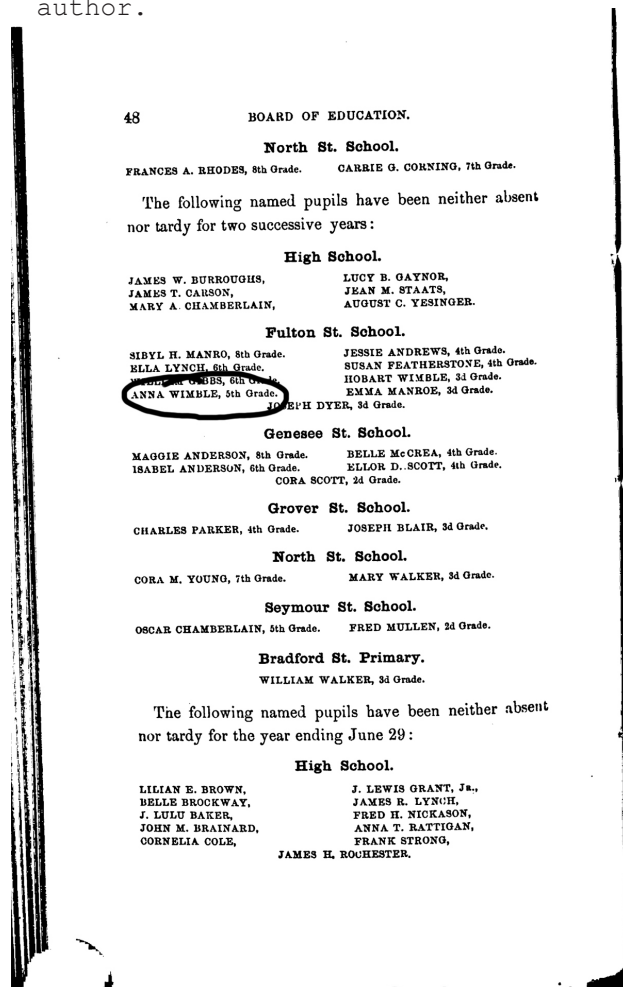 author.
48 BOARD OF EDUCATION.
North St. School.
FRANCES A. RHODES, 8th Grade. CARRIE G. CORNING, 7th Grade.
The following named pupils have been neither absent
nor tardy for two successive years:
High School.
JAMES W. BURROUGHS, LUCY B. GAYNOR,
JAMES T. CARSON, JEAN M. STAATS,
MARY A. CHAMBERLAIN, AUGUST C. YESINGER.
Fulton St. School.
SIBYL H. MANRO, 8th Grade. JESSIE ANDREWS, 4th Grade.
ELLA LYNCH, 6th Grade. SUSAN FEATHERSTONE, 4th Grade.
6th HOBART WIMBLE, 3d Grade.
ANNA WIMBLE, 5th Grade. EMMA MANROE, 3d Grade.
JOSEPH DYER, 3d Grade.
Genesee St. School.
MAGGIE ANDERSON, 8th Grade. BELLE McCREA, 4th Grade.
ISABEL ANDERSON, 6th Grade. ELLOR D. SCOTT, 4th Grade.
CORA SCOTT, 2d Grade.
Grover St. School.
CHARLES PARKER, 4th Grade. JOSEPH BLAIR, 3d Grade.
North St. School.
CORA M. YOUNG, 7th Grade. MARY WALKER, 3d Grade.
Seymour St. School.
OSCAR CHAMBERLAIN, 5th Grade. FRED MULLEN, 2d Grade.
Bradford St. Primary.
WILLIAM WALKER, 3d Grade.
The following named pupils have been neither absent
nor tardy for the year ending June 29:
High School.
LILIAN E. BROWN, J. LEWIS GRANT, JR.,
BELLE BROCKWAY, JAMES R. LYNCH,
J. LULU BAKER, FRED H. NICKASON,
JOHN M. BRAINARD, ANNA T. RATTIGAN,
CORNELIA COLE, FRANK STRONG,
JAMES H. ROCHESTER.